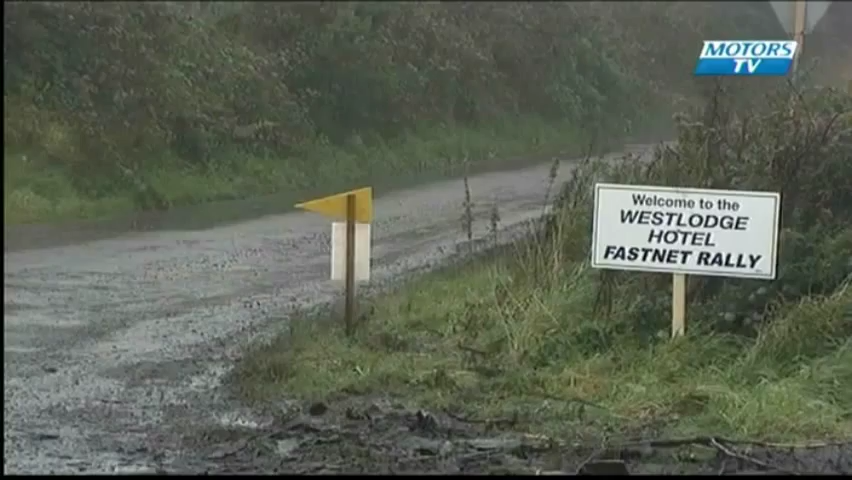 MOTORS
TV
Welcome to the
WESTLODGE
HOTEL
FASTNET RALLY